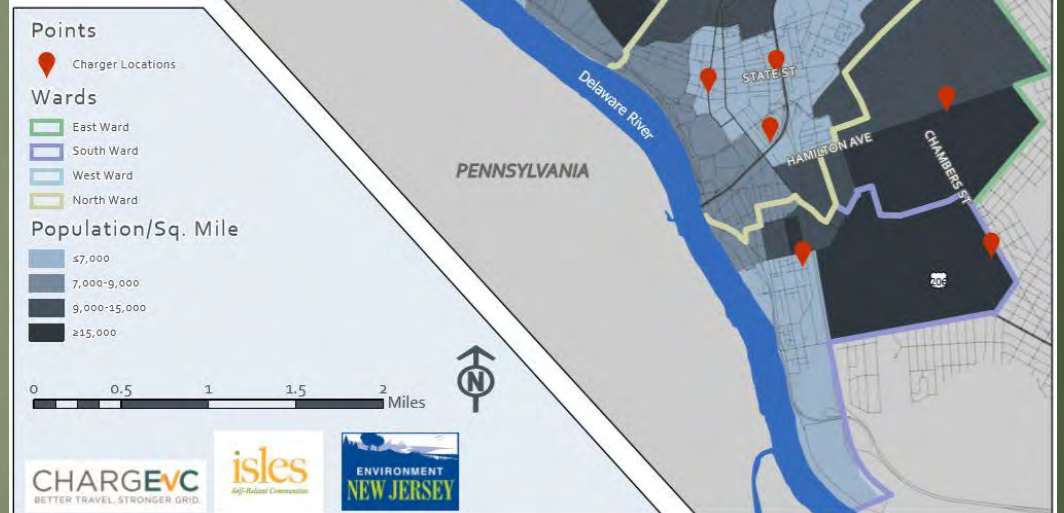 Points
Charger Locations
Wards
East Ward
South Ward
West Ward
North Ward
Population/Sq. Mile
≤7,000
7,000-9,000
9,000-15,000
≥15,000
0 0.5 1 1.5 2
Miles
N
CHARGEVC
BETTER TRAVEL, STRONGER GRID.
isles
Self-Reliant Communities
ENVIRONMENT
NEW JERSEY
PENNSYLVANIA
Delaware River
STATE ST
HAMILTON AVE
CHAMBERS ST
206